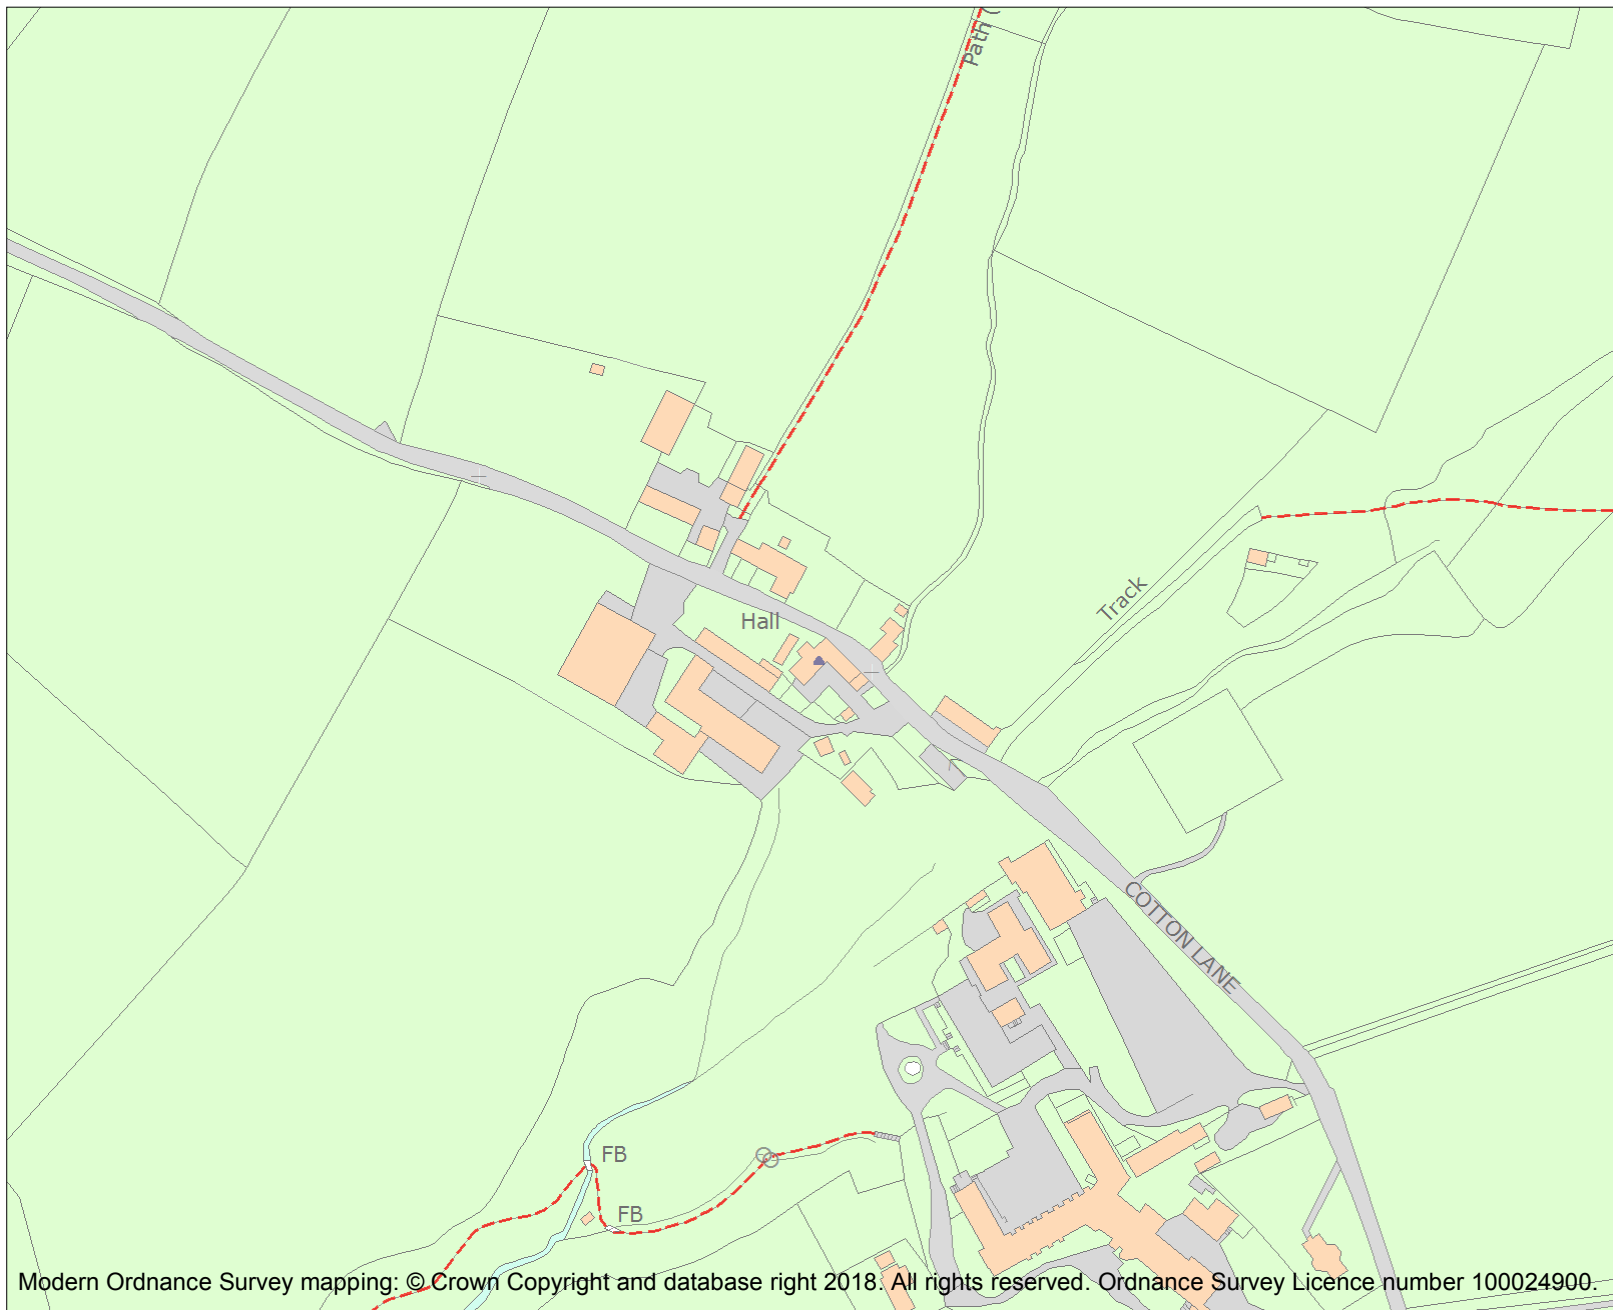 Path (
Track
Hall
COTTON LANE
FB
FB
Modern Ordnance Survey mapping: © Crown Copyright and database right 2018. All rights reserved. Ordnance Survey Licence number 100024900.